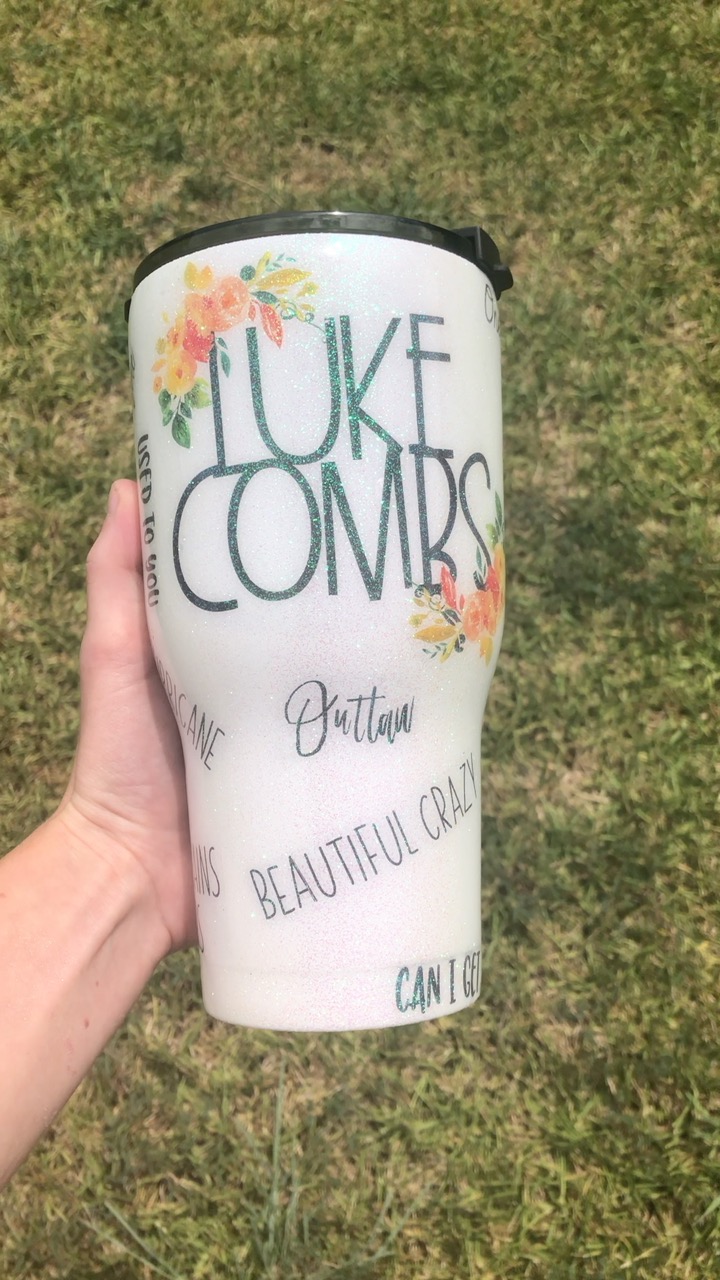 LUKE
COMBS
USED TO YOU
Outlaw
BEAUTIFUL CRAZY
CAN I GET